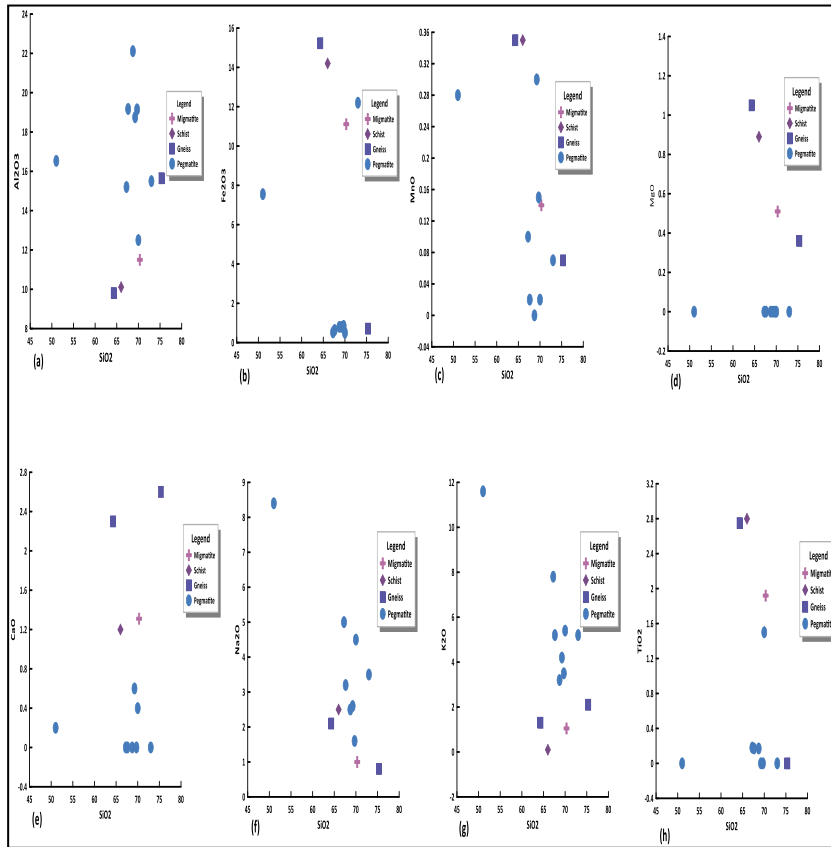 Al2O3
24
22
20
18
16
14
12
10
8
45 50 55 60 65 70 75 80
SiO2
(a)
Legend
Migmatite
Schist
Gneiss
Pegmatite
Fe2O3
16
14
12
10
8
6
4
2
0
45 50 55 60 65 70 75 80
SiO2
(b)
Legend
Migmatite
Schist
Gneiss
Pegmatite
MnO
0.36
0.32
0.28
0.24
0.2
0.16
0.12
0.08
0.04
0
-0.04
45 50 55 60 65 70 75 80
SiO2
(c)
Legend
Migmatite
Schist
Gneiss
Pegmatite
MgO
1.4
1.2
1
0.8
0.6
0.4
0.2
0
-0.2
45 50 55 60 65 70 75 80
SiO2
(d)
Legend
Migmatite
Schist
Gneiss
Pegmatite
CaO
2.8
2.4
2
1.6
1.2
0.8
0.4
0
-0.4
45 50 55 60 65 70 75 80
SiO2
(e)
Legend
Migmatite
Schist
Gneiss
Pegmatite
Na2O
9
8
7
6
5
4
3
2
1
0
45 50 55 60 65 70 75 80
SiO2
(f)
Legend
Migmatite
Schist
Gneiss
Pegmatite
K2O
12
10
8
6
4
2
0
-2
45 50 55 60 65 70 75 80
SiO2
(g)
Legend
Migmatite
Schist
Gneiss
Pegmatite
TiO2
3.2
2.8
2.4
2
1.6
1.2
0.8
0.4
0
-0.4
45 50 55 60 65 70 75 80
SiO2
(h)
Legend
Migmatite
Schist
Gneiss
Pegmatite